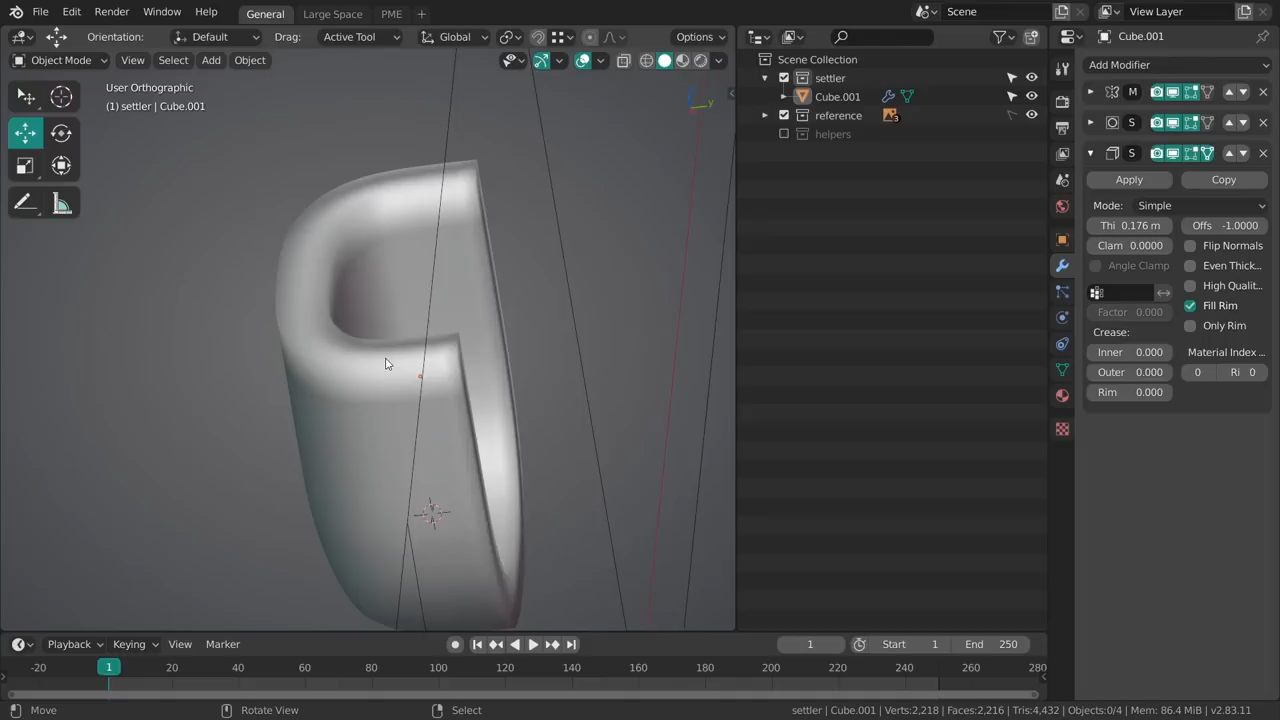 File Edit Render Window Help General Large Space PME + Scene View Layer
Orientation: Default Drag: Active Tool Global Options Cube.001
Object Mode View Select Add Object Scene Collection Add Modifier
User Orthographic
(1) settler | Cube.001
y
settler
Cube.001
reference 3
helpers
M
S
S
Apply Copy
Mode: Simple
Thi 0.176 m Offs -1.0000
Clam 0.0000 Flip Normals
Angle Clamp Even Thick...
High Qualit...
Factor 0.000 Fill Rim
Crease: Only Rim
Inner 0.000 Material Index ...
Outer 0.000 0 Ri 0
Rim 0.000
Playback Keying View Marker 1 Start 1 End 250
-20 1 20 40 60 80 100 120 140 160 180 200 220 240 260 280
Move Rotate View Select settler | Cube.001 | Verts:2,218 | Faces:2,216 | Tris:4,432 | Objects:0/4 | Mem: 86.4 MiB | v2.83.11